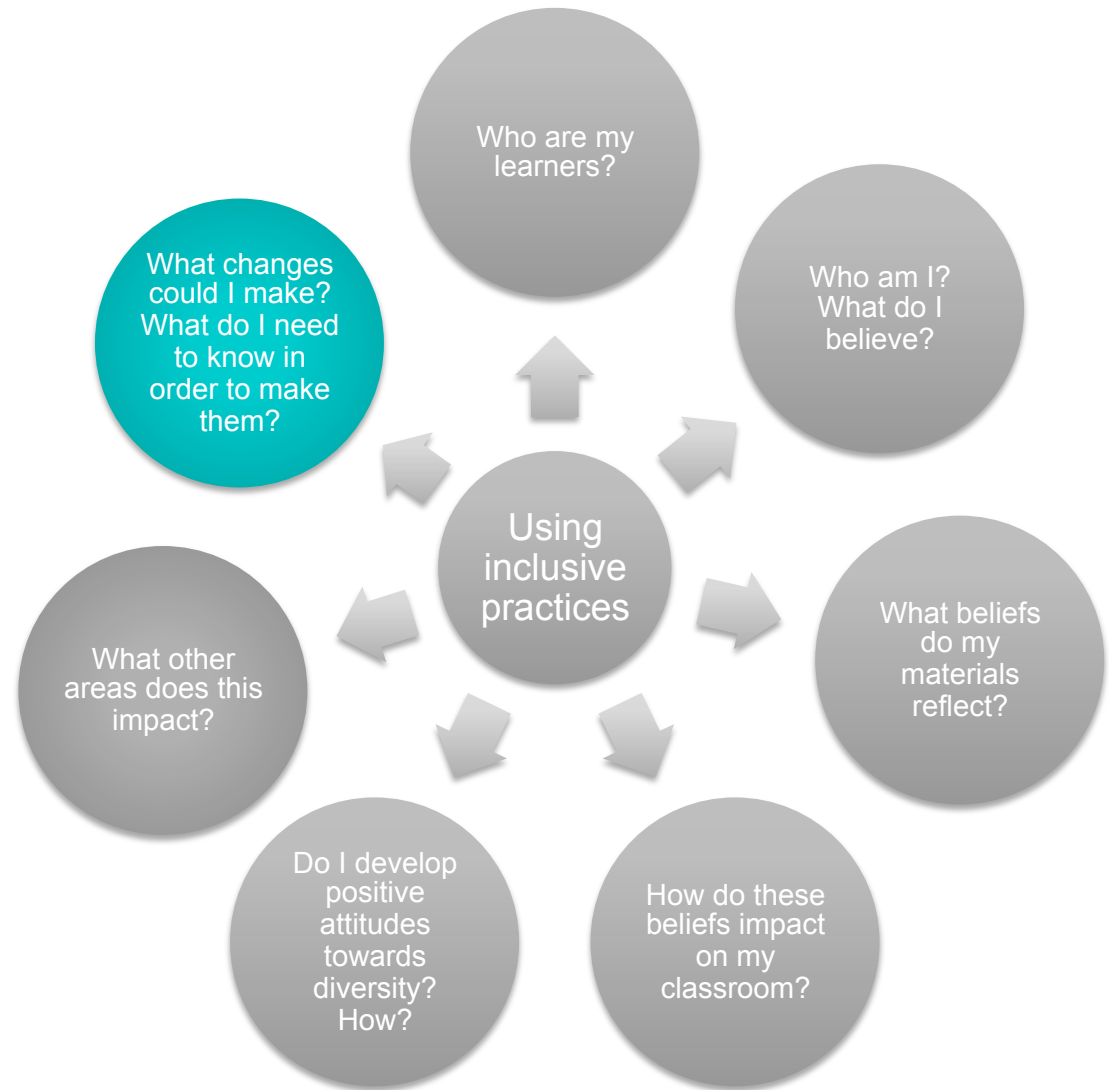 Who are my
learners?
Who am I?
What do I
believe?
What beliefs
do my
materials
reflect?
How do these
beliefs impact
on my
classroom?
Do I develop
positive
attitudes
towards
diversity?
How?
What other
areas does this
impact?
What changes
could I make?
What do I need
to know in
order to make
them?
Using
inclusive
practices